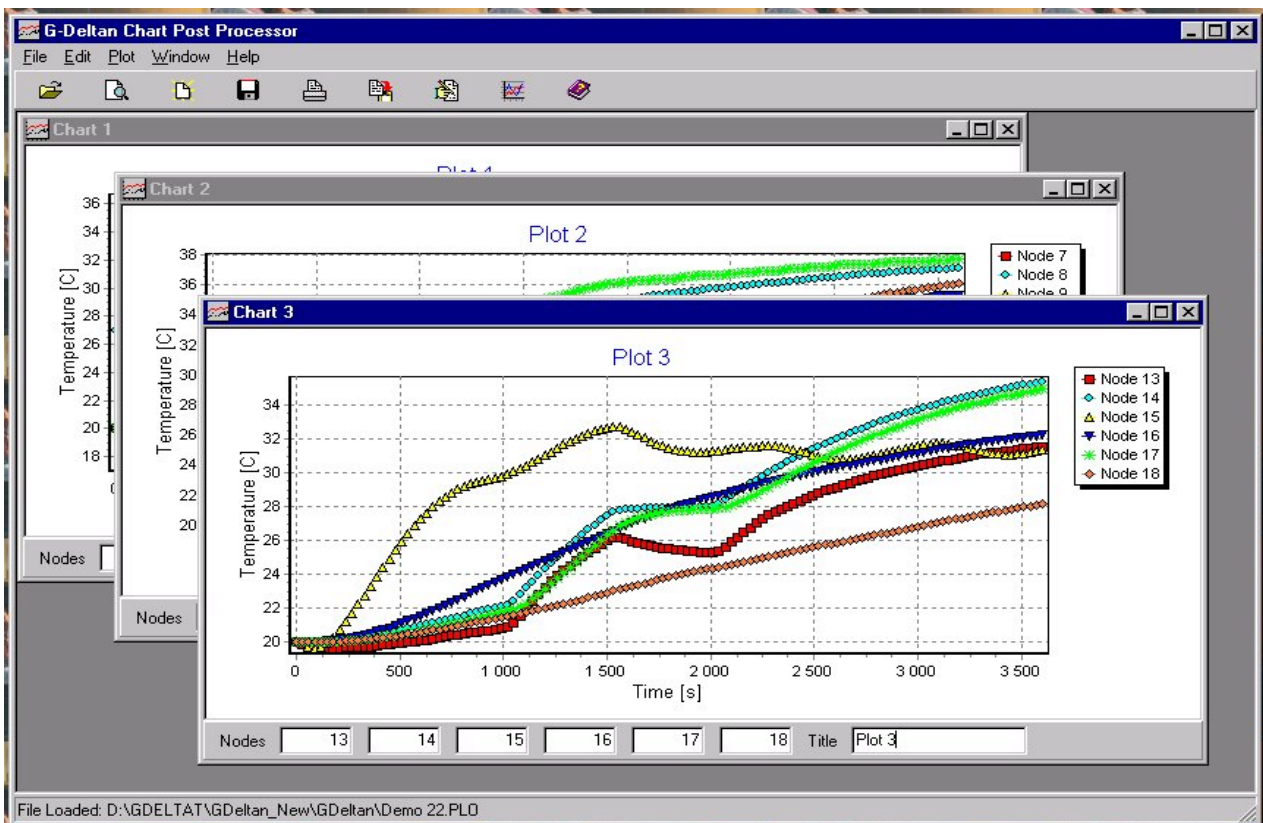 G-Deltan Chart Post Processor
File Edit Plot Window Help
Chart 1
36
34
32
30
28
26
24
22
20
18
Temperature [C]
Nodes
Chart 2
Plot 2
38
36
34
32
30
28
26
24
22
20
Temperature [C]
Node 7
Node 8
Node 9
Nodes
Chart 3
Plot 3
34
32
30
28
26
24
22
20
Temperature [C]
0 500 1 000 1 500 2 000 2 500 3 000 3 500
Time [s]
Node 13
Node 14
Node 15
Node 16
Node 17
Node 18
Nodes 13 14 15 16 17 18 Title Plot 3
File Loaded: D:\GDELTAT\GDeltan_New\GDeltan\Demo 22.PLO